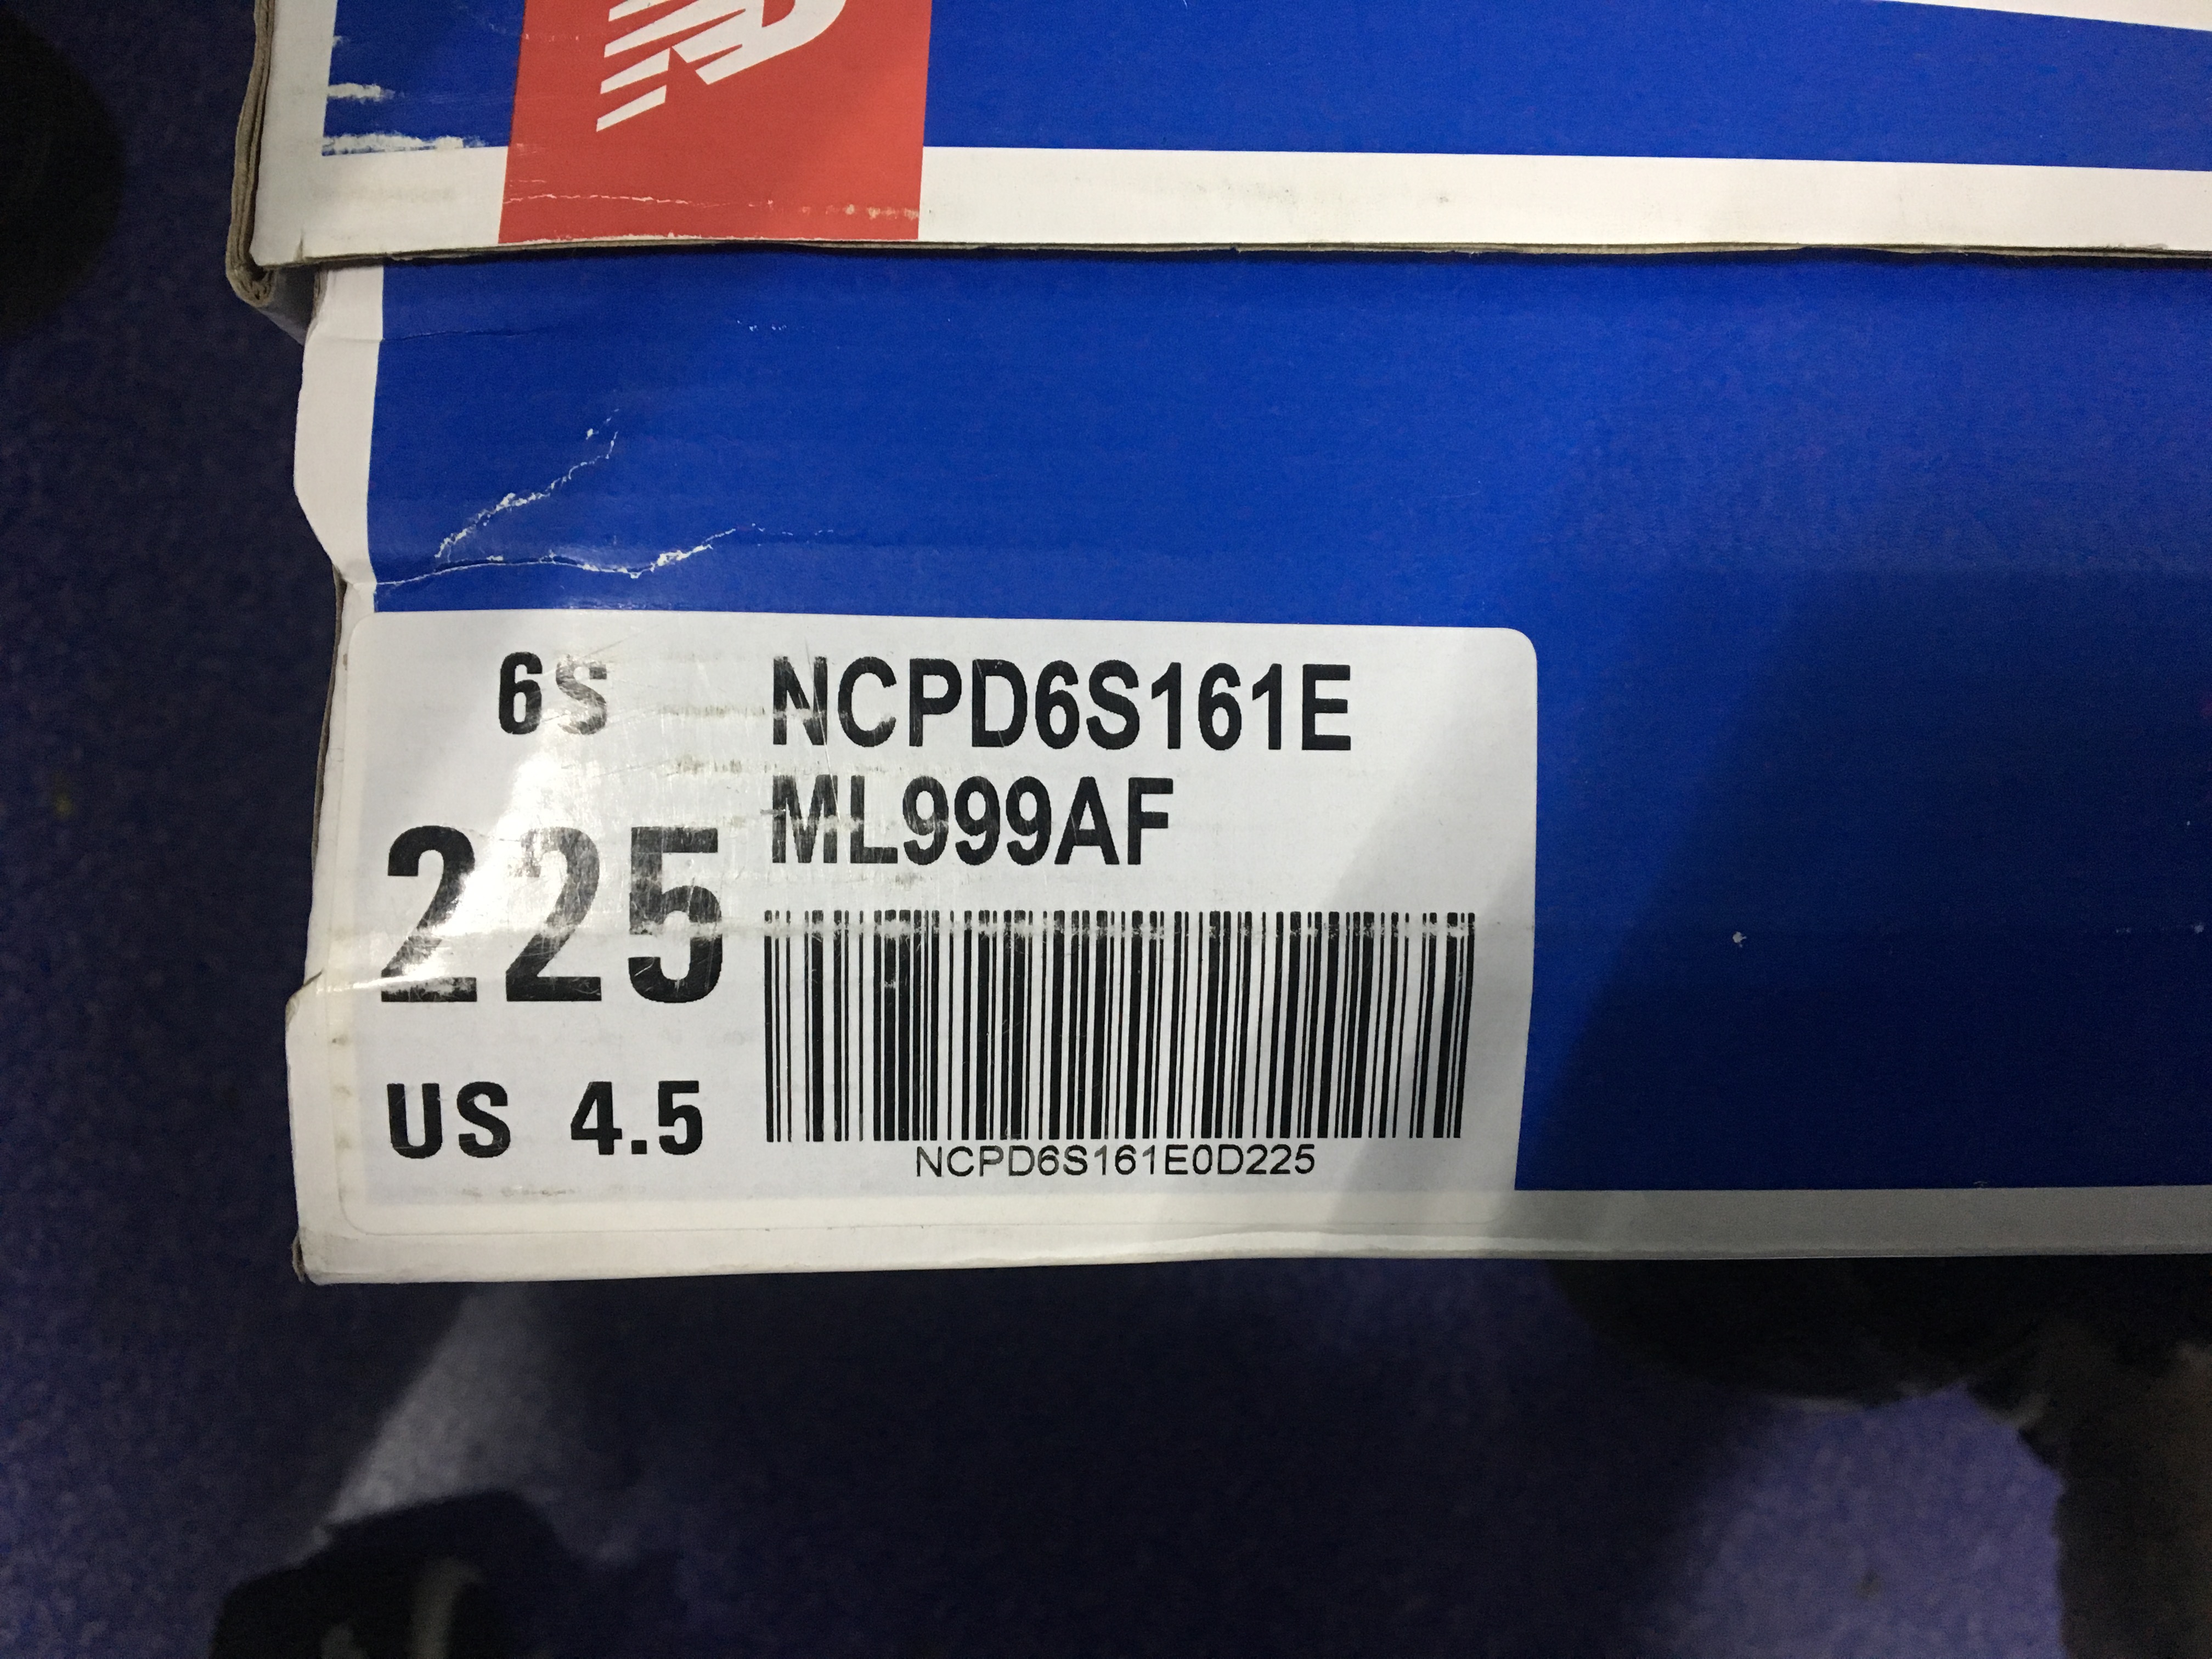 6S
NCPD6S161E
ML999AF
225
US 4.5
NCPD6S161E0D225